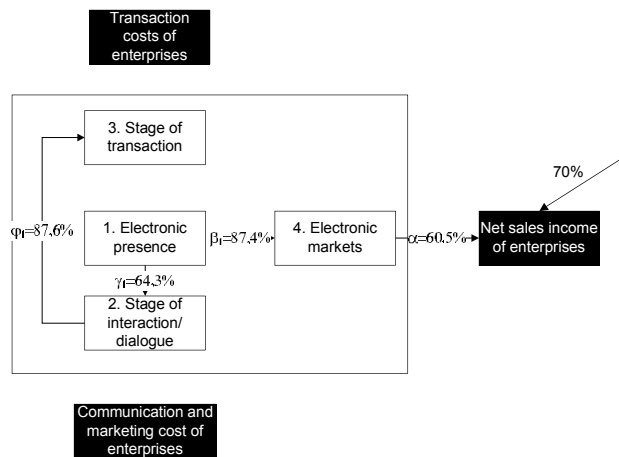 Transaction
costs of
enterprises
3. Stage of
transaction
70%
φ₁=87,6%
1. Electronic
presence
β₁=87,4%
4. Electronic
markets
α=60.5%
Net sales income
of enterprises
γ₁=64,3%
2. Stage of
interaction/
dialogue
Communication and
marketing cost of
enterprises